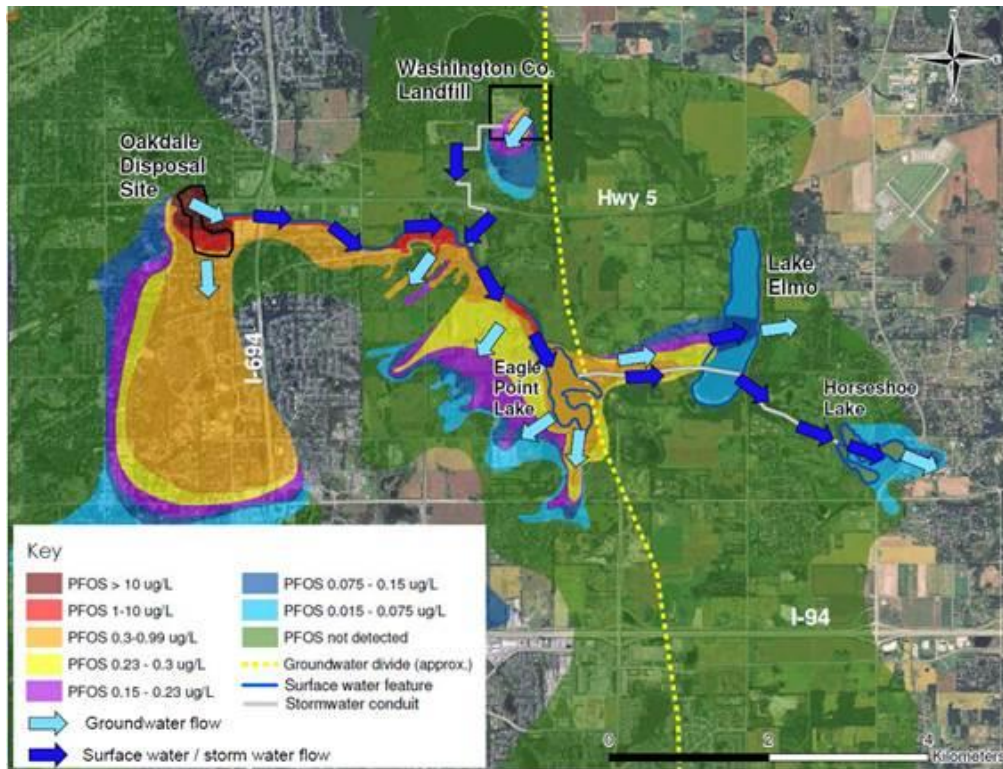 Washington Co.
Landfill
Oakdale
Disposal
Site
Hwy 5
Lake
Elmo
I-694
Eagle
Point
Lake
Horseshoe
Lake
I-94
Key
PFOS > 10 ug/L
PFOS 1-10 ug/L
PFOS 0.3-0.99 ug/L
PFOS 0.23 - 0.3 ug/L
PFOS 0.15 - 0.23 ug/L
PFOS 0.075 - 0.15 ug/L
PFOS 0.015 - 0.075 ug/L
PFOS not detected
Groundwater divide (approx.)
Surface water feature
Stormwater conduit
Groundwater flow
Surface water / storm water flow
0 2 4
Kilometers